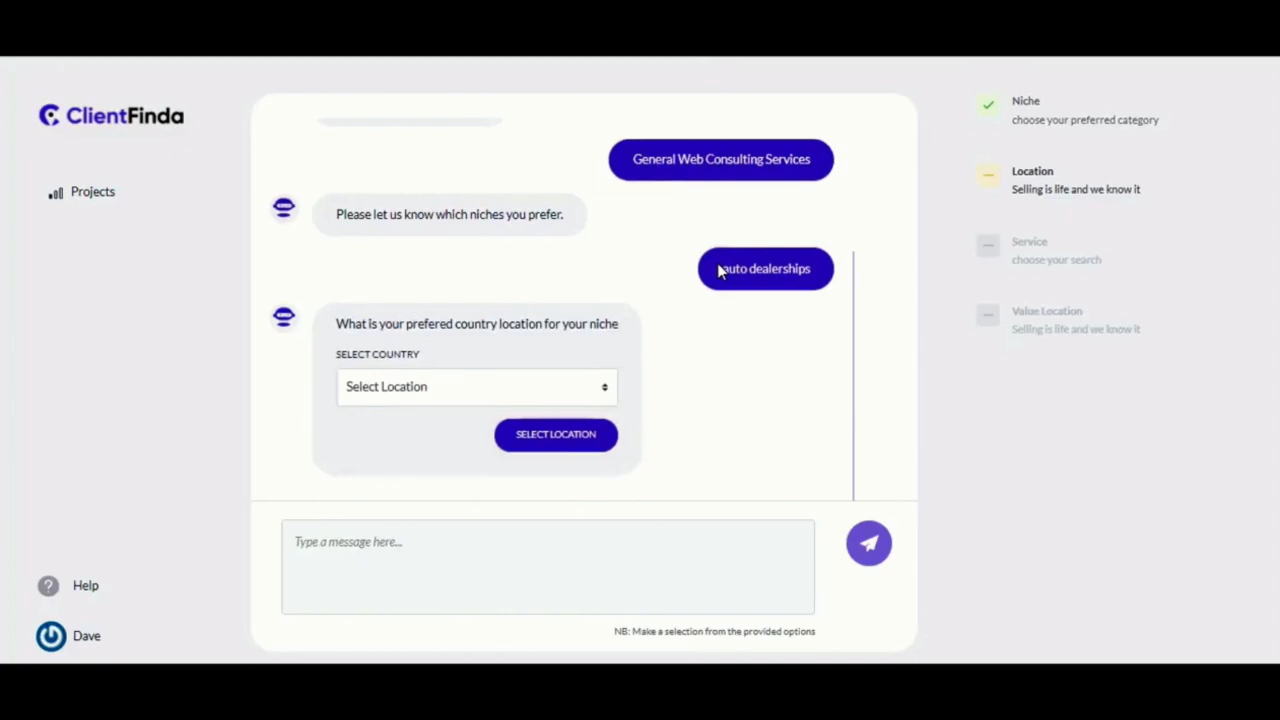 ClientFinda
Projects
General Web Consulting Services
Please let us know which niches you prefer.
auto dealerships
What is your prefered country location for your niche
SELECT COUNTRY
Select Location
SELECT LOCATION
Type a message here...
NB: Make a selection from the provided options
Help
Dave
Niche
choose your preferred category
Location
Selling is life and we know it
Service
choose your search
Value Location
Selling is life and we know it